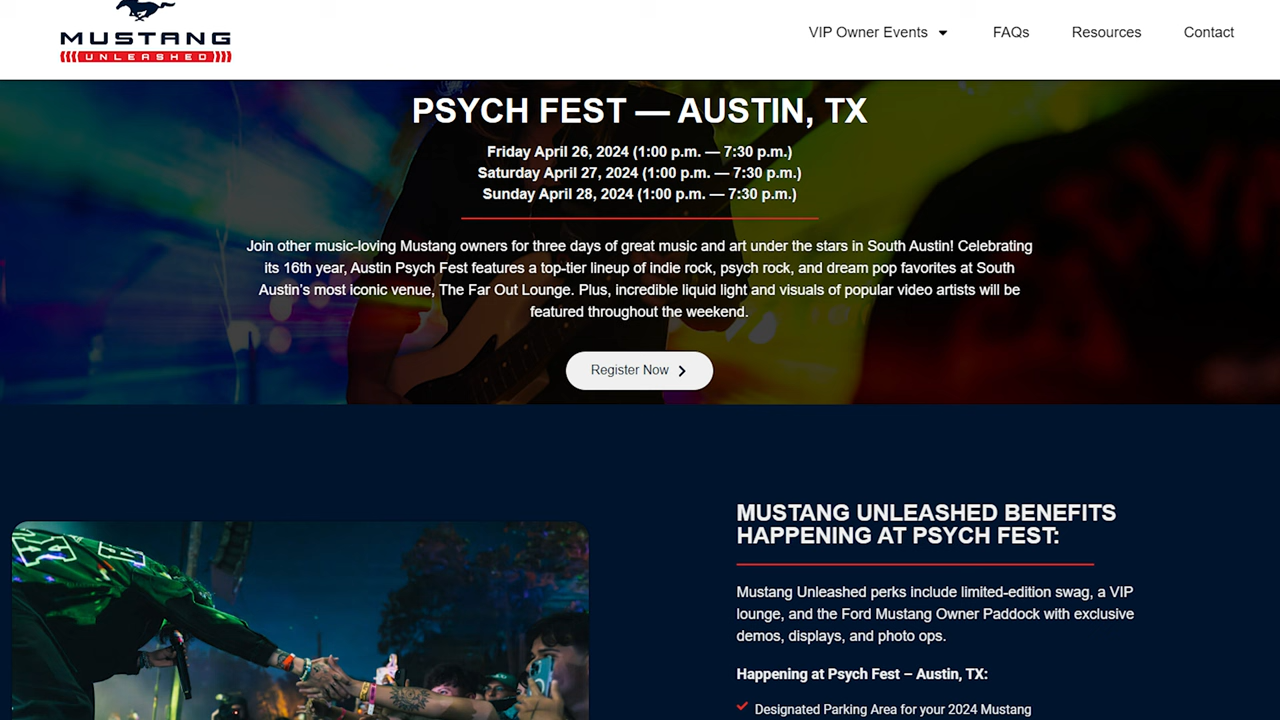 MUSTANG
UNLEASHED
VIP Owner Events
FAQs
Resources
Contact
PSYCH FEST — AUSTIN, TX
Friday April 26, 2024 (1:00 p.m. — 7:30 p.m.)
Saturday April 27, 2024 (1:00 p.m. — 7:30 p.m.)
Sunday April 28, 2024 (1:00 p.m. — 7:30 p.m.)
Join other music-loving Mustang owners for three days of great music and art under the stars in South Austin! Celebrating
its 16th year, Austin Psych Fest features a top-tier lineup of indie rock, psych rock, and dream pop favorites at South
Austin's most iconic venue, The Far Out Lounge. Plus, incredible liquid light and visuals of popular video artists will be
featured throughout the weekend.
Register Now
MUSTANG UNLEASHED BENEFITS
HAPPENING AT PSYCH FEST:
Mustang Unleashed perks include limited-edition swag, a VIP
lounge, and the Ford Mustang Owner Paddock with exclusive
demos, displays, and photo ops.
Happening at Psych Fest – Austin, TX:
Designated Parking Area for your 2024 Mustang